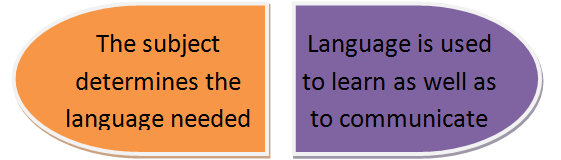 The subject
determines the
language needed
Language is used
to learn as well as
to communicate